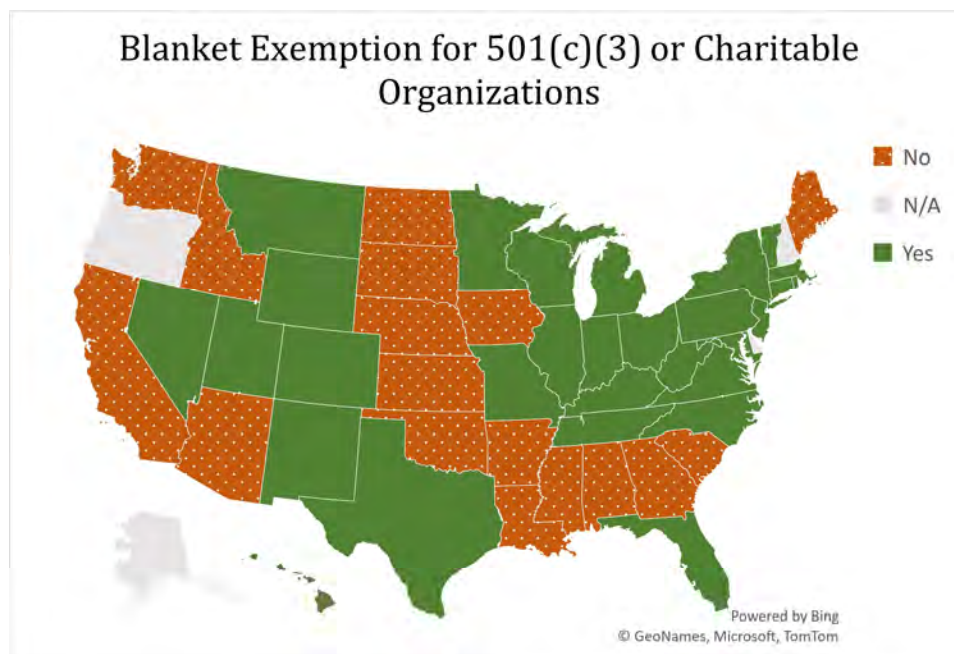 Blanket Exemption for 501(c)(3) or Charitable
Organizations
No
N/A
Yes
Powered by Bing
© GeoNames, Microsoft, TomTom